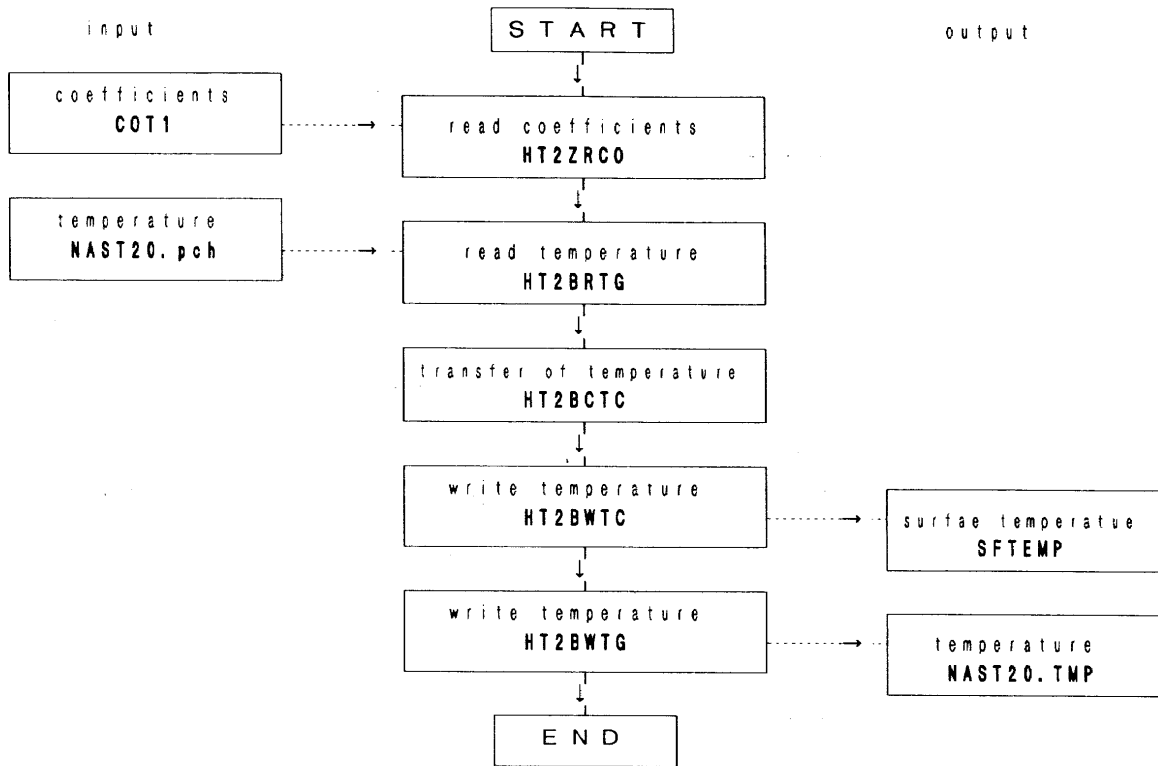 input
START
output
coefficients
COT1
read coefficients
HT2ZRCO
temperature
NAST20.pch
read temperature
HT2BRTG
transfer of temperature
HT2BCTC
write temperature
HT2BWTC
surfae temperatue
SFTEMP
write temperature
HT2BWTG
temperature
NAST20.TMP
END